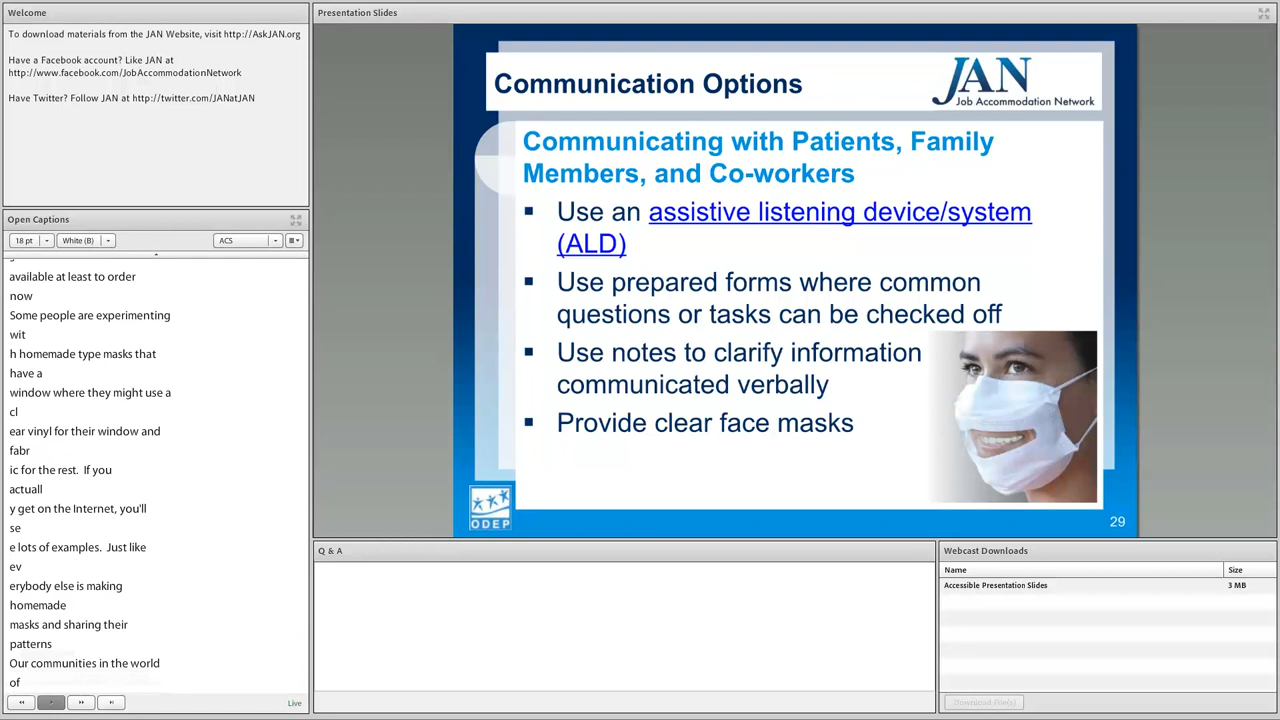 Welcome
To download materials from the JAN Website, visit http://AskJAN.org
Have a Facebook account? Like JAN at
http://www.facebook.com/JobAccommodationNetwork
Have Twitter? Follow JAN at http://twitter.com/JANatJAN
Open Captions
18 pt
White (B)
ACS
available at least to order
now
Some people are experimenting
wit
h homemade type masks that
have a
window where they might use a
cl
ear vinyl for their window and
fabr
ic for the rest.  If you
actuall
y get on the Internet, you'll
se
e lots of examples.  Just like
ev
erybody else is making
homemade
masks and sharing their
patterns
Our communities in the world
of
Live
Presentation Slides
Communication Options
JAN
Job Accommodation Network
Communicating with Patients, Family
Members, and Co-workers
Use an assistive listening device/system
(ALD)
Use prepared forms where common
questions or tasks can be checked off
Use notes to clarify information
communicated verbally
Provide clear face masks
ODEP
29
Q & A
Webcast Downloads
Name Size
Accessible Presentation Slides 3 MB
Download File(s)